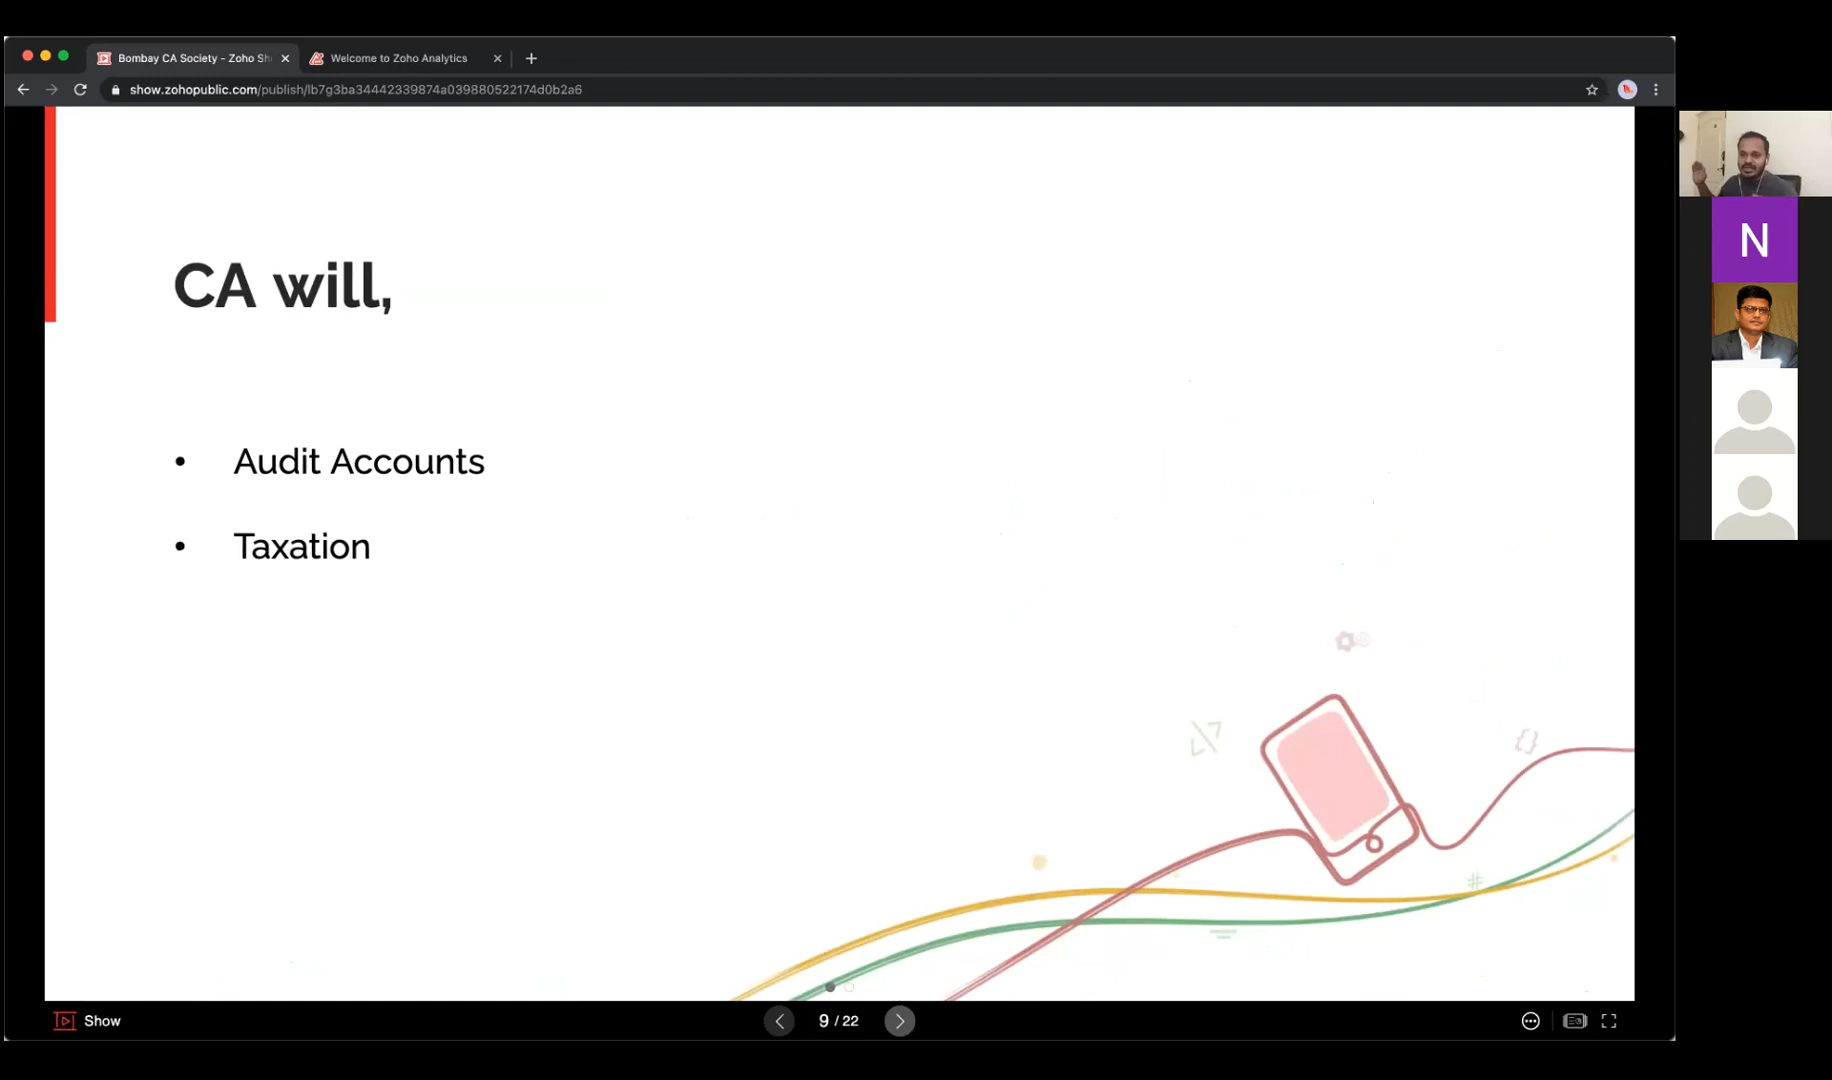 Bombay CA Society - Zoho Sh
Welcome to Zoho Analytics
show.zohopublic.com/publish/lb7g3ba34442339874a039880522174d0b2a6
N
CA will,
• Audit Accounts
• Taxation
{}
#
Show
9 / 22